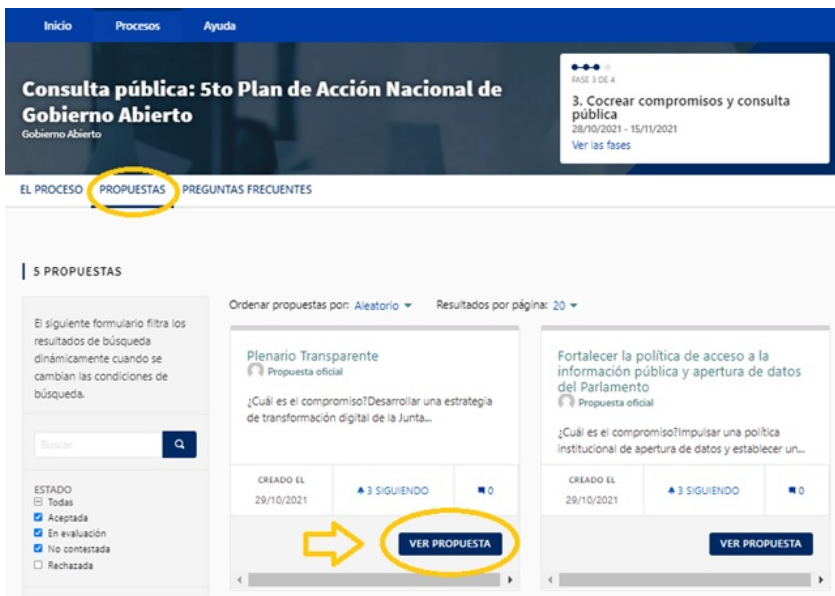 Inicio Procesos Ayuda
Consulta pública: 5to Plan de Acción Nacional de
Gobierno Abierto
Gobierno Abierto
FASE 3 DE 4
3. Cocrear compromisos y consulta
pública
28/10/2021 - 15/11/2021
Ver las fases
EL PROCESO PROPUESTAS PREGUNTAS FRECUENTES
5 PROPUESTAS
El siguiente formulario filtra los
resultados de búsqueda
dinámicamente cuando se
cambian las condiciones de
búsqueda.
Buscar
ESTADO
Todas
Aceptada
En evaluación
No contestada
Rechazada
Ordenar propuestas por: Aleatorio Resultados por página: 20
Plenario Transparente
Propuesta oficial
¿Cuál es el compromiso?Desarrollar una estrategia
de transformación digital de la Junta...
CREADO EL
29/10/2021
3 SIGUIENDO
0
VER PROPUESTA
Fortalecer la política de acceso a la
información pública y apertura de datos
del Parlamento
Propuesta oficial
¿Cuál es el compromiso?Impulsar una política
institucional de apertura de datos y establecer un...
CREADO EL
29/10/2021
3 SIGUIENDO
0
VER PROPUESTA